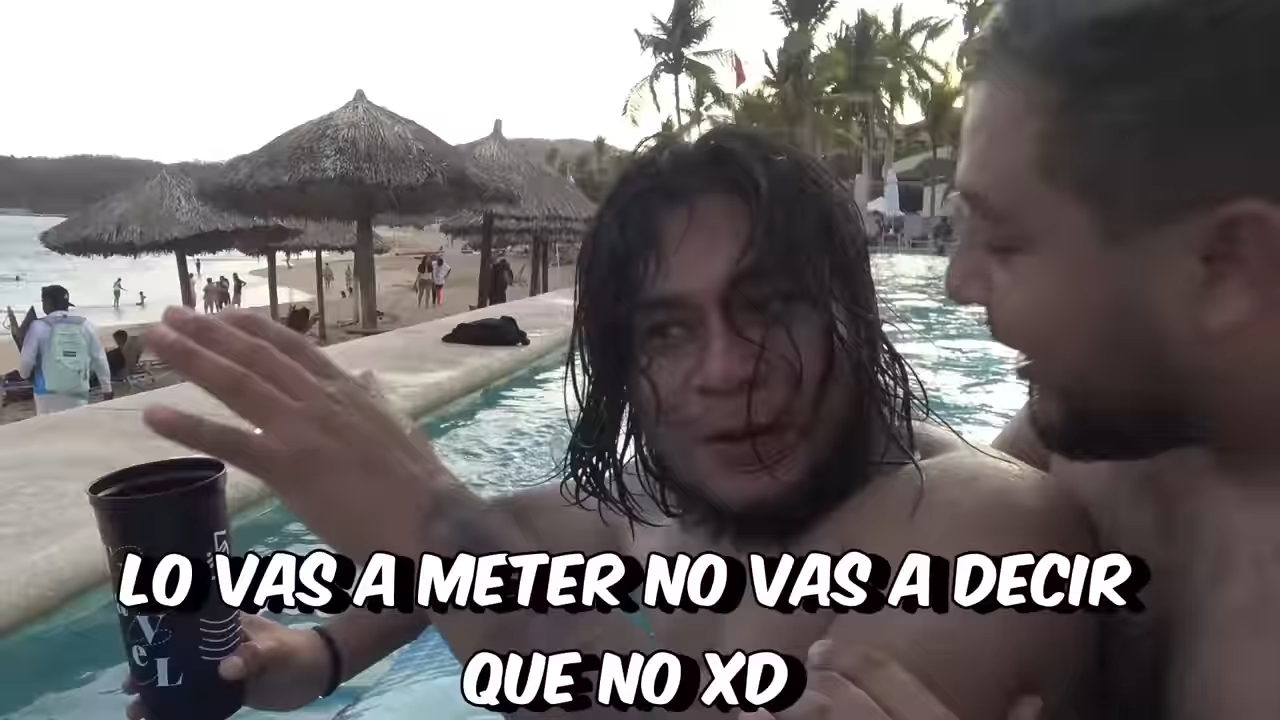 LO VAS A METER NO VAS A DECIR
QUE NO XD